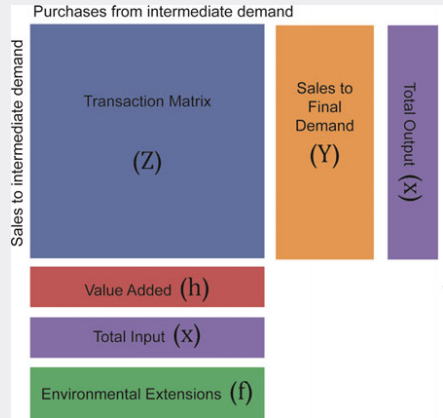 Purchases from intermediate demand
Sales to intermediate demand
Transaction Matrix
(Z)
Sales to
Final
Demand
(Y)
Total Output (x)
Value Added (h)
Total Input (x)
Environmental Extensions (f)